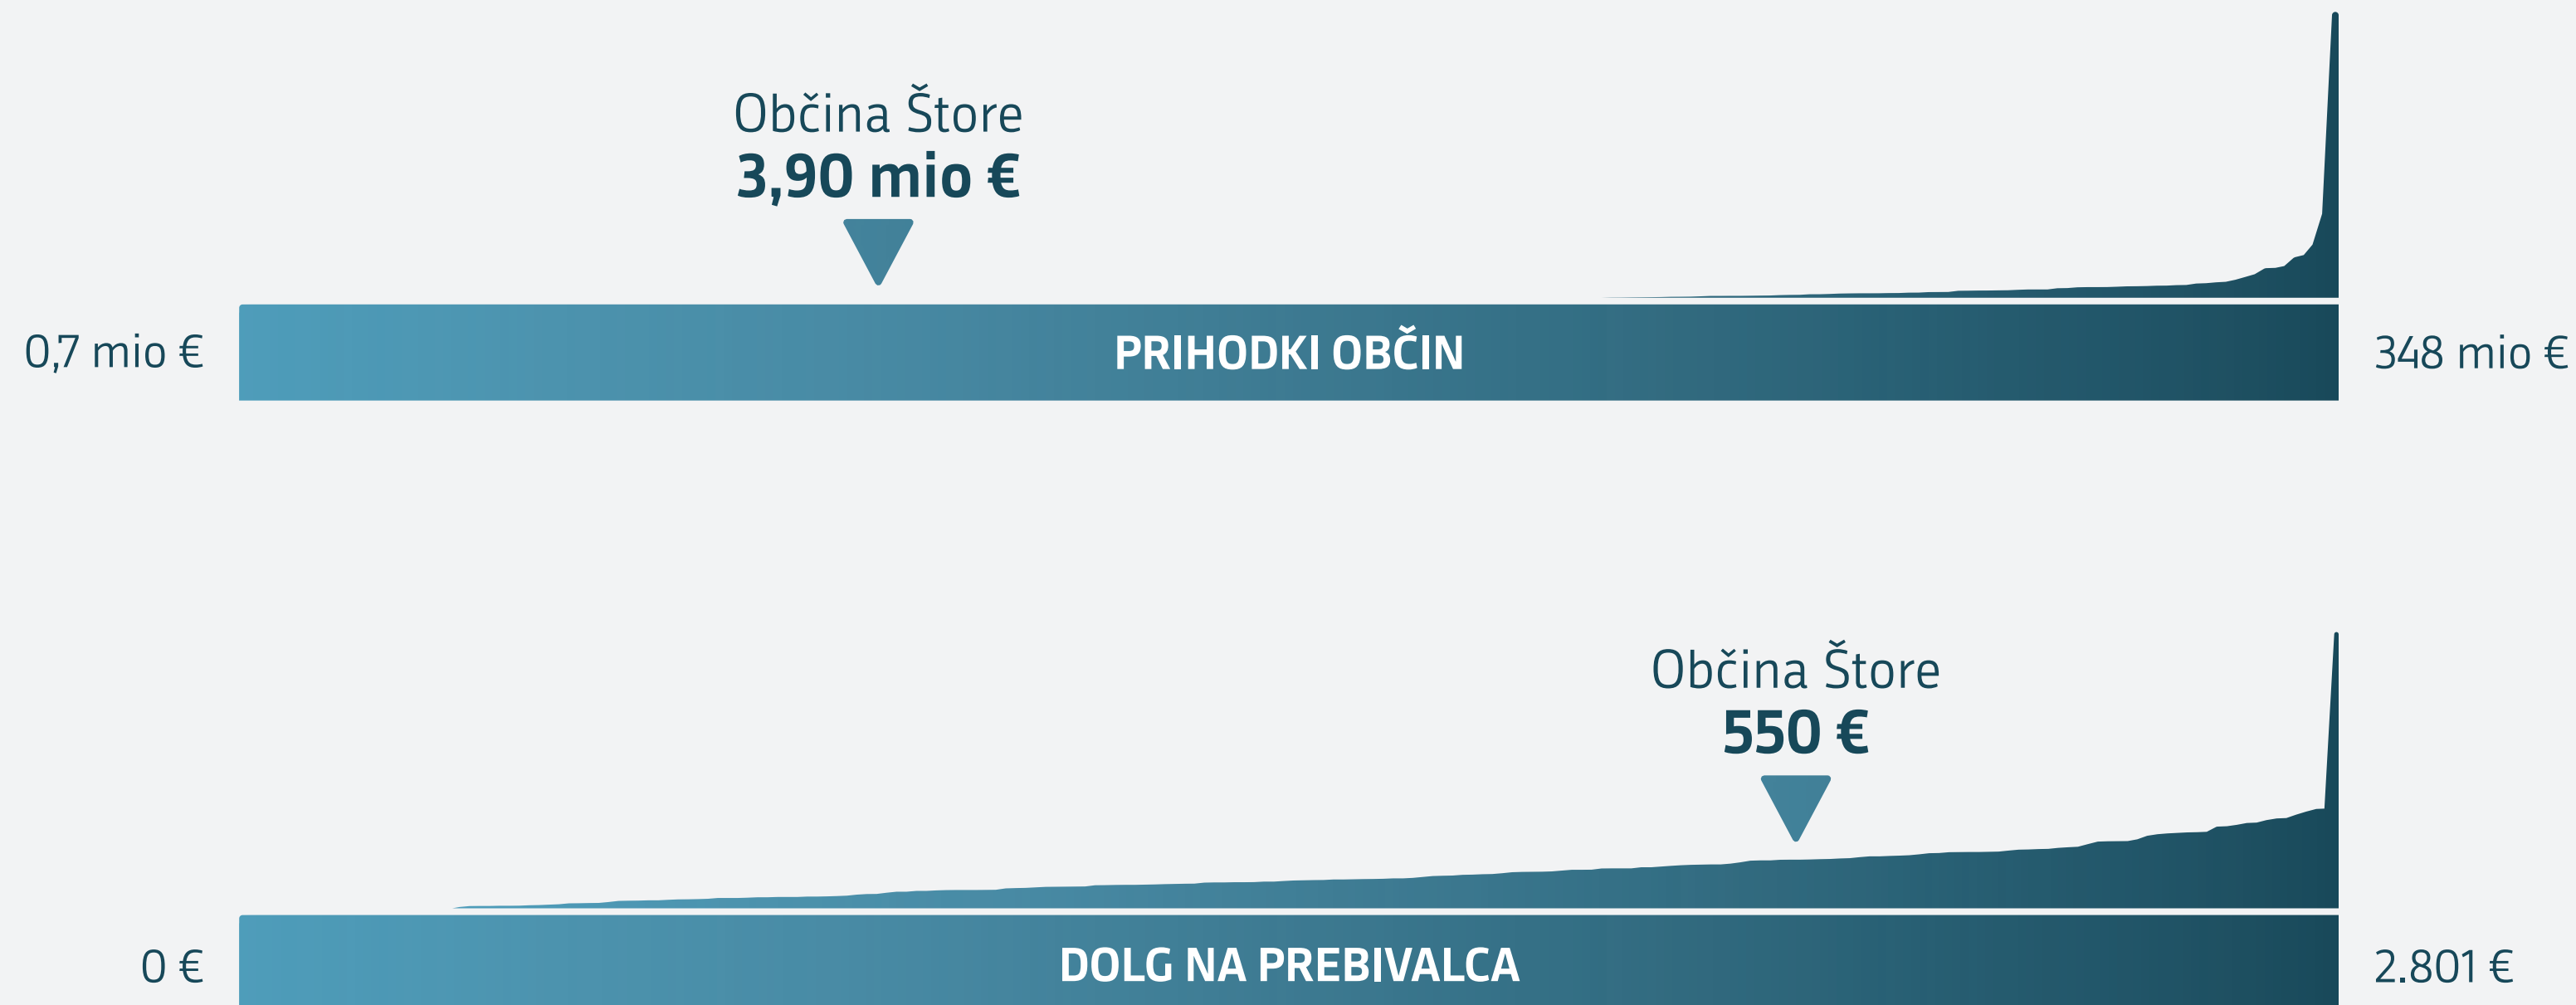 Občina Štore
3,90 mio €
0,7 mio €
PRIHODKI OBČIN
348 mio €
Občina Štore
550 €
0 €
DOLG NA PREBIVALCA
2.801 €